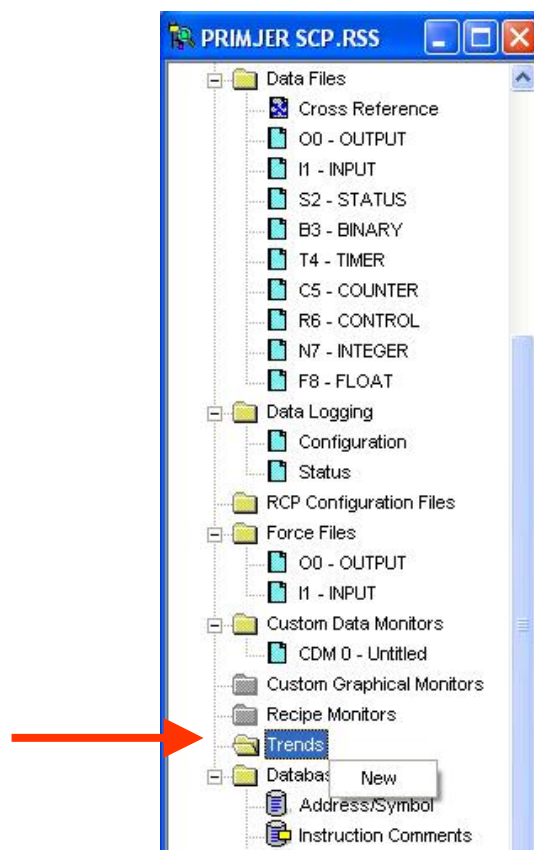 PRIMJER SCP.RSS
Data Files
Cross Reference
O0 - OUTPUT
I1 - INPUT
S2 - STATUS
B3 - BINARY
T4 - TIMER
C5 - COUNTER
R6 - CONTROL
N7 - INTEGER
F8 - FLOAT
Data Logging
Configuration
Status
RCP Configuration Files
Force Files
O0 - OUTPUT
I1 - INPUT
Custom Data Monitors
CDM 0 - Untitled
Custom Graphical Monitors
Recipe Monitors
Trends
New
Address/Symbol
Instruction Comments